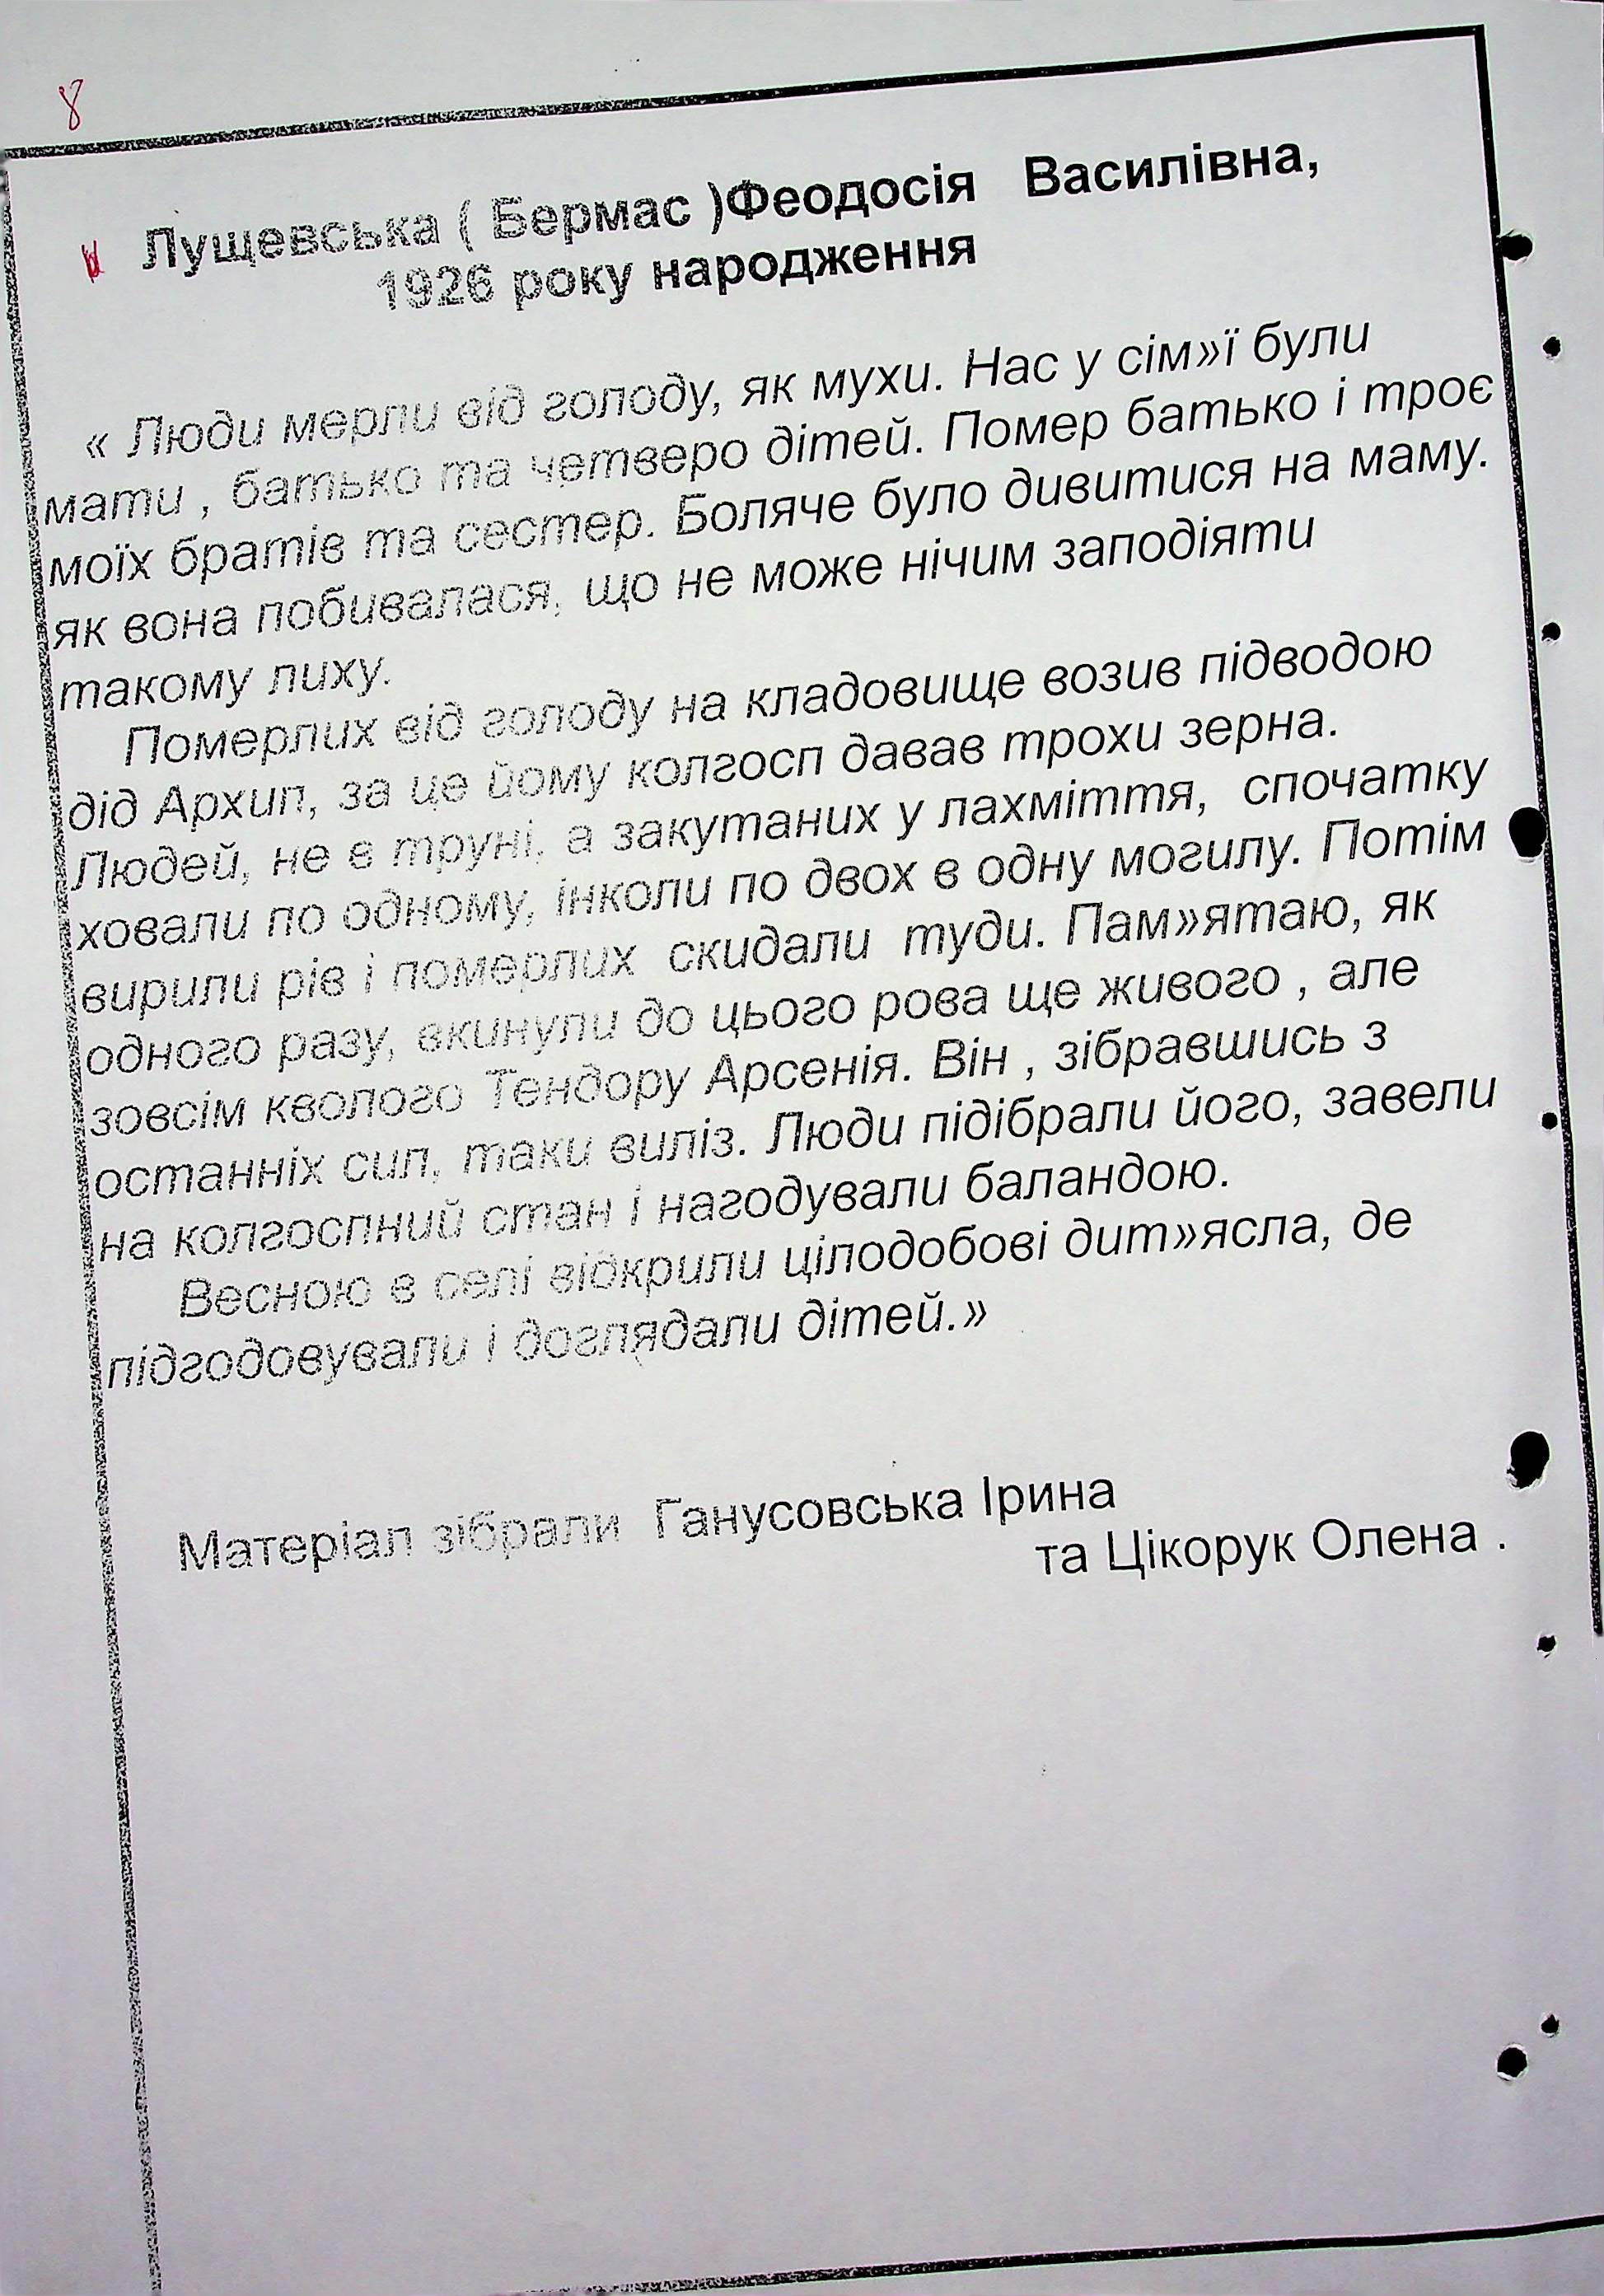 8
Лущевська ( Бермас )Феодосія Василівна,
1926 року народження
« Люди мерли від голоду, як мухи. Нас у сім»ї були
мати , батько та четверо дітей. Помер батько і троє
моїх братів та сестер. Боляче було дивитися на маму.
як вона побивалася, що не може нічим заподіяти
такому лиху.
Померлих від голоду на кладовище возив підводою
дід Архип, за це йому колгосп давав трохи зерна.
Людей, не в труні, а закутаних у лахміття, спочатку
ховали по одному, інколи по двох в одну могилу. Потім
вирили рів і померлих скидали туди. Пам»ятаю, як
одного разу, вкинули до цього рова ще живого , але
зовсім кволого Тендору Арсенія. Він , зібравшись з
останніх сил, таки виліз. Люди підібрали його, завели
на колгоспний стан і нагодували баландою.
Весною в селі відкрили цілодобові дит»ясла, де
підгодовували і доглядали дітей.»
Матеріал зібрали Ганусовська Ірина
та Цікорук Олена .